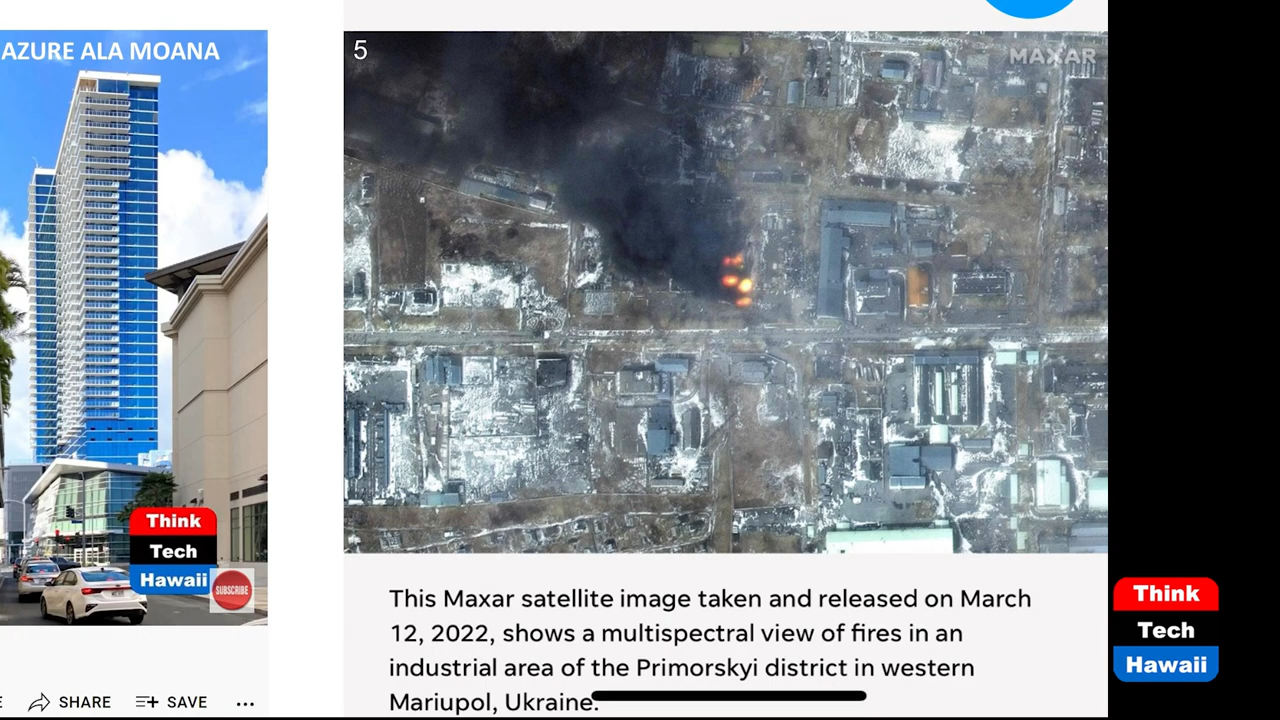 AZURE ALA MOANA
Think
Tech
Hawaii
SUBSCRIBE
SHARE
SAVE
5
MAXAR
This Maxar satellite image taken and released on March
12, 2022, shows a multispectral view of fires in an
industrial area of the Primorskyi district in western
Mariupol, Ukraine.
Think
Tech
Hawaii